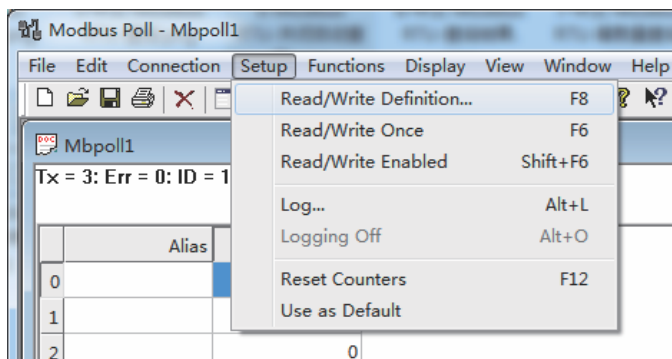 Modbus Poll - Mbpoll1
File Edit Connection Setup Functions Display View Window Help
Read/Write Definition... F8
Read/Write Once F6
Read/Write Enabled Shift+F6
Log... Alt+L
Logging Off Alt+O
Reset Counters F12
Use as Default
Mbpoll1
Tx = 3: Err = 0: ID = 1
Alias
0
1
2 0